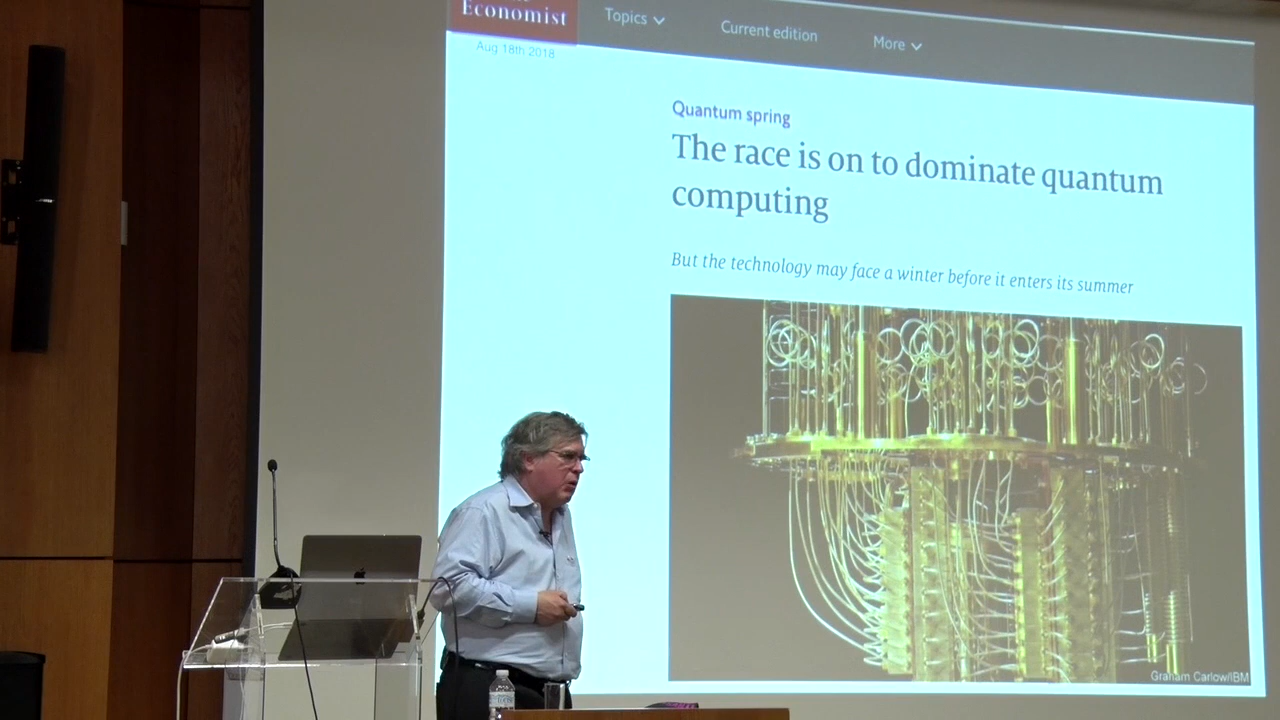 Economist
Topics
Current edition
More
Aug 18th 2018
Quantum spring
The race is on to dominate quantum
computing
But the technology may face a winter before it enters its summer
Graham Carlow/IBM